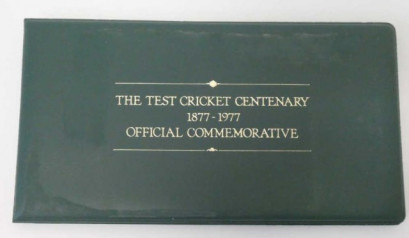 THE TEST CRICKET CENTENARY
1877-1977
OFFICIAL COMMEMORATIVE